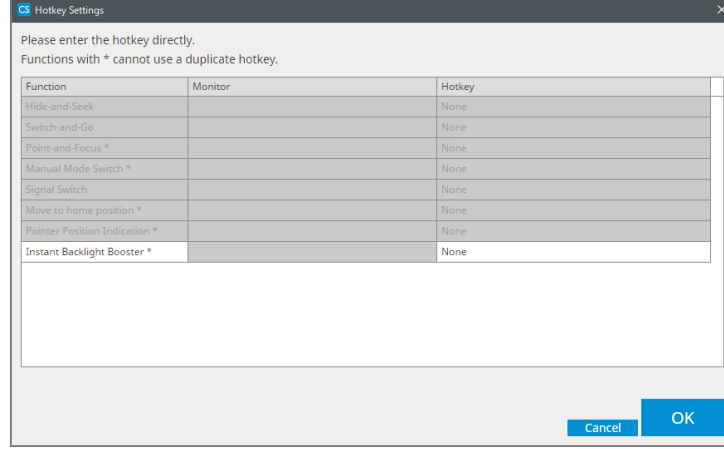 CS Hotkey Settings
Please enter the hotkey directly.
Functions with * cannot use a duplicate hotkey.
Function Monitor Hotkey
Hide-and-Seek None
Switch-and-Go None
Point-and-Focus * None
Manual Mode Switch * None
Signal Switch None
Move to home position * None
Pointer Position Indication * None
Instant Backlight Booster * None
Cancel OK